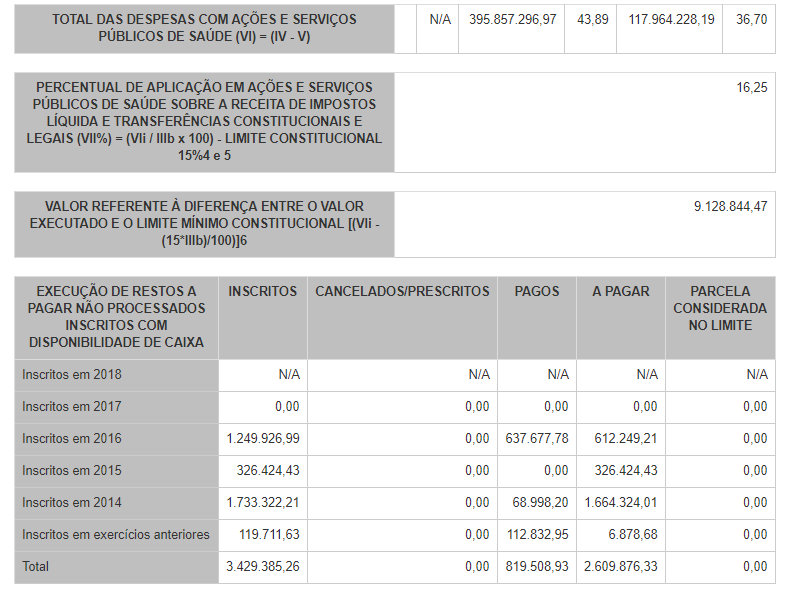 TOTAL DAS DESPESAS COM AÇÕES E SERVIÇOS
PÚBLICOS DE SAÚDE (VI) = (IV - V)
N/A 395.857.296,97 43,89 117.964.228,19 36,70
PERCENTUAL DE APLICAÇÃO EM AÇÕES E SERVIÇOS
PÚBLICOS DE SAÚDE SOBRE A RECEITA DE IMPOSTOS
LÍQUIDA E TRANSFERÊNCIAS CONSTITUCIONAIS E
LEGAIS (VII%) = (VIi / IIIb x 100) - LIMITE CONSTITUCIONAL
15%4 e 5
16,25
VALOR REFERENTE À DIFERENÇA ENTRE O VALOR
EXECUTADO E O LIMITE MÍNIMO CONSTITUCIONAL [(VIi -
(15*IIIb)/100)]6
9.128.844,47
EXECUÇÃO DE RESTOS A
PAGAR NÃO PROCESSADOS
INSCRITOS COM
DISPONIBILIDADE DE CAIXA
INSCRITOS
CANCELADOS/PRESCRITOS
PAGOS
A PAGAR
PARCELA
CONSIDERADA
NO LIMITE
Inscritos em 2018 N/A N/A N/A N/A N/A
Inscritos em 2017 0,00 0,00 0,00 0,00 0,00
Inscritos em 2016 1.249.926,99 0,00 637.677,78 612.249,21 0,00
Inscritos em 2015 326.424,43 0,00 0,00 326.424,43 0,00
Inscritos em 2014 1.733.322,21 0,00 68.998,20 1.664.324,01 0,00
Inscritos em exercícios anteriores 119.711,63 0,00 112.832,95 6.878,68 0,00
Total 3.429.385,26 0,00 819.508,93 2.609.876,33 0,00